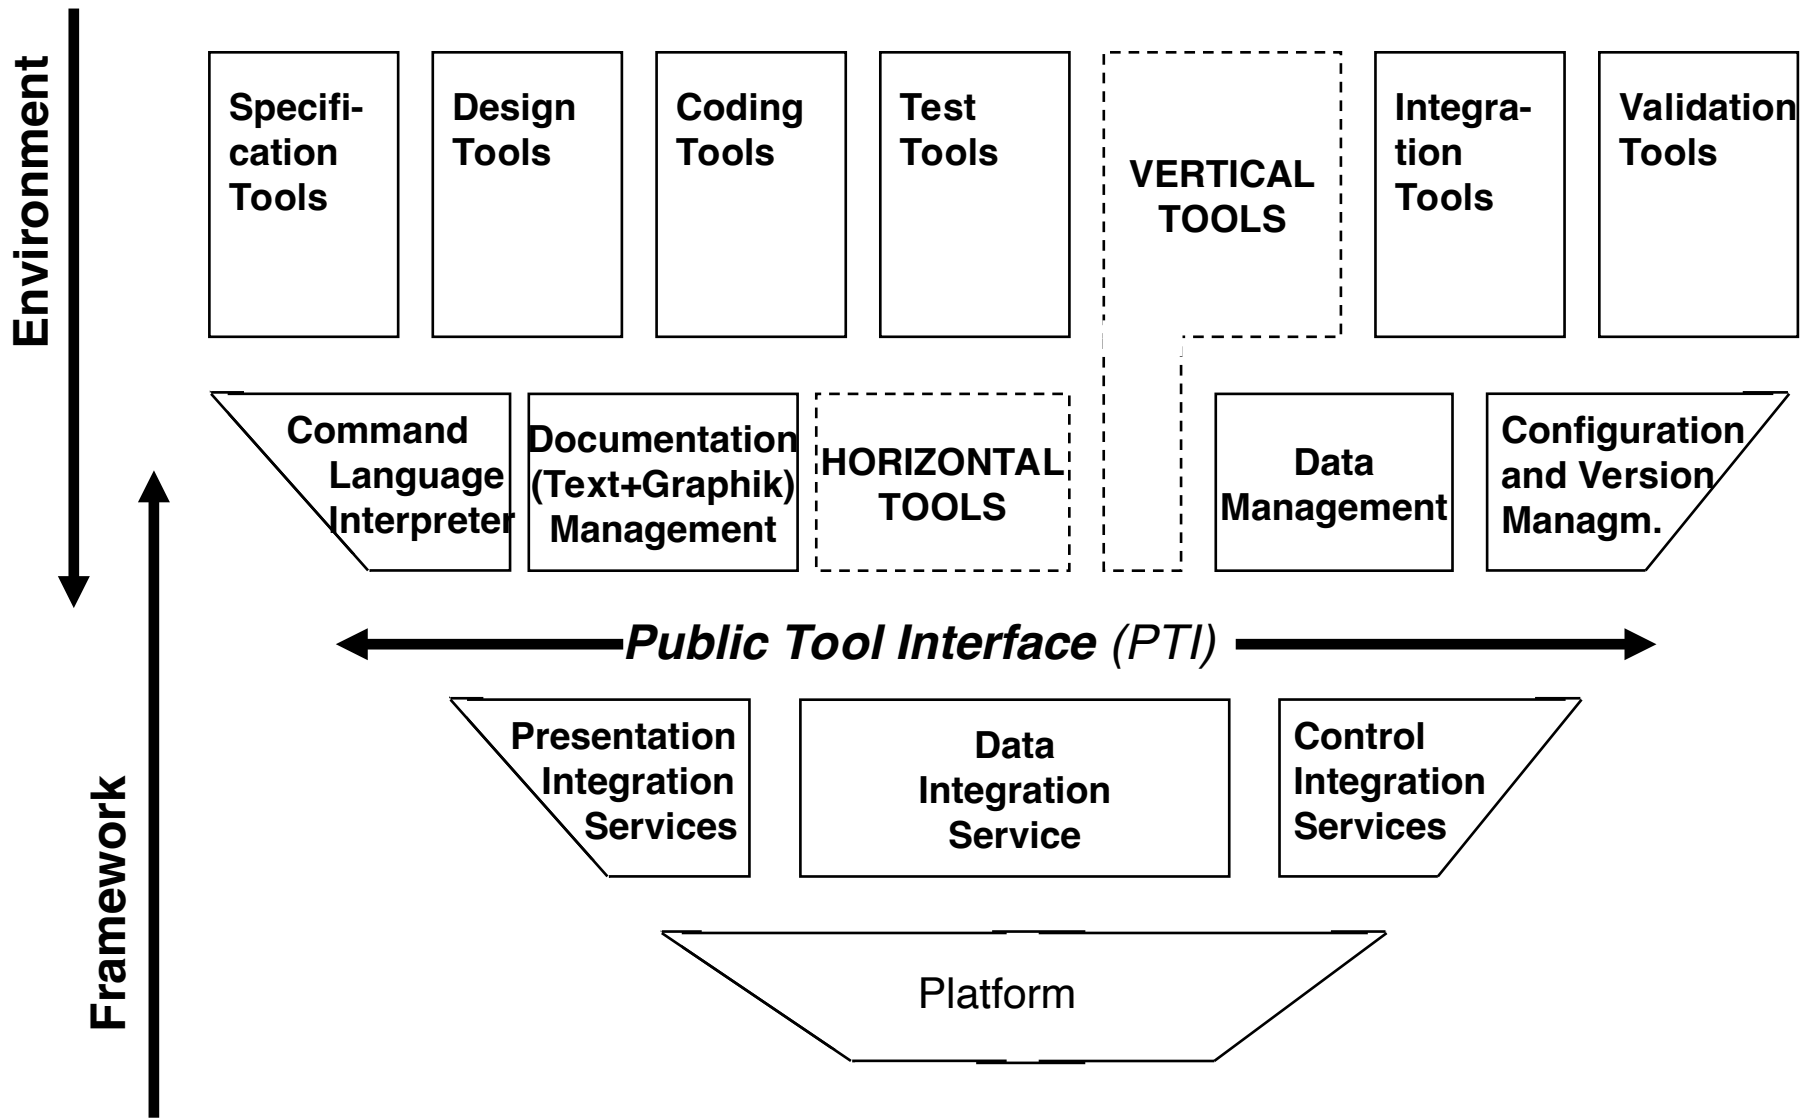 Environment
Specifi-
cation
Tools
Design
Tools
Coding
Tools
Test
Tools
VERTICAL
TOOLS
Integra-
tion
Tools
Validation
Tools
Command
Language
Interpreter
Documentation
(Text+Graphik)
Management
HORIZONTAL
TOOLS
Data
Management
Configuration
and Version
Managm.
Public Tool Interface (PTI)
Framework
Presentation
Integration
Services
Data
Integration
Service
Control
Integration
Services
Platform